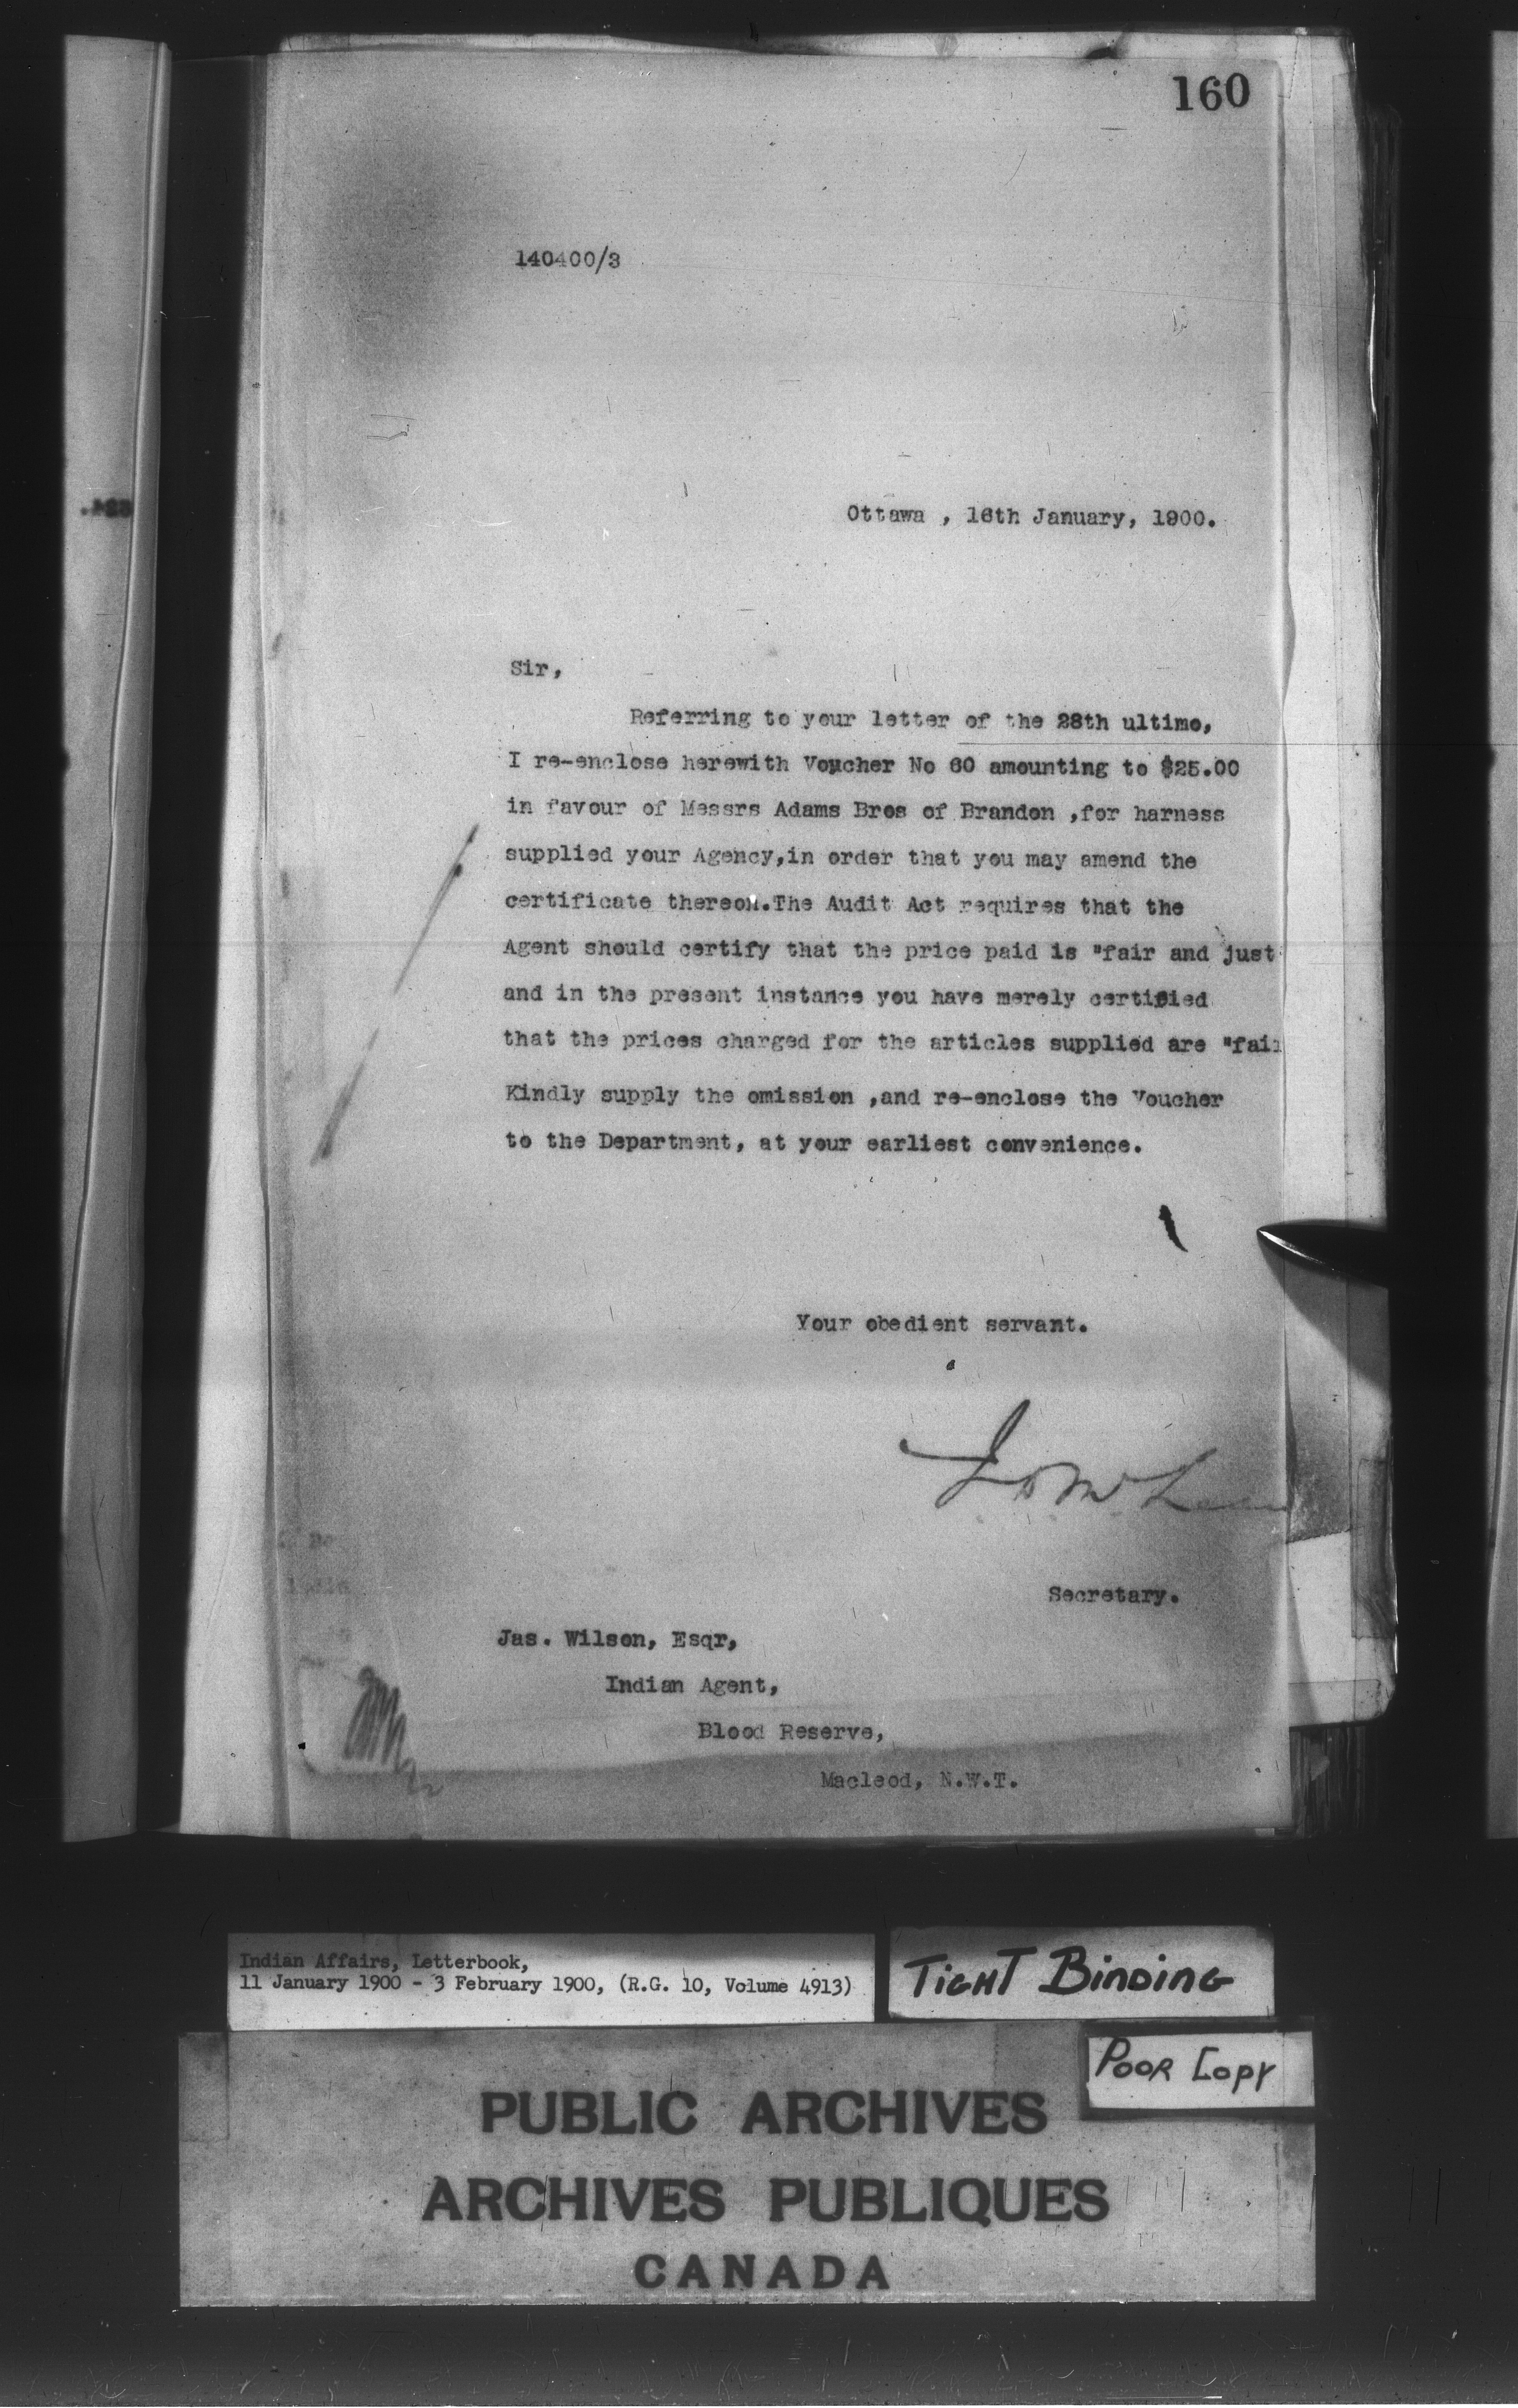 160
140400/3
Ottawa , 16th January, 1900.
Sir,
Referring to your letter of the 28th ultimo,
I re-enclose herewith Voucher No 60 amounting to $25.00
in favour of Messrs Adams Bros of Brandon ,for harness
supplied your Agency,in order that you may amend the
certificate thereon.The Audit Act requires that the
Agent should certify that the price paid is "fair and just
and in the present instance you have merely certified
that the prices charged for the articles supplied are "fair
Kindly supply the omission ,and re-enclose the Voucher
to the Department, at your earliest convenience.
Your obedient servant.
J D McLean
Secretary.
Jas. Wilson, Esqr,
Indian Agent,
Blood Reserve,
Macleod, N.W.T.
Indian Affairs, Letterbook,
11 January 1900 - 3 February 1900, (R.G. 10, Volume 4913)
TIGHT BINDING
POOR COPY
PUBLIC ARCHIVES
ARCHIVES PUBLIQUES
CANADA